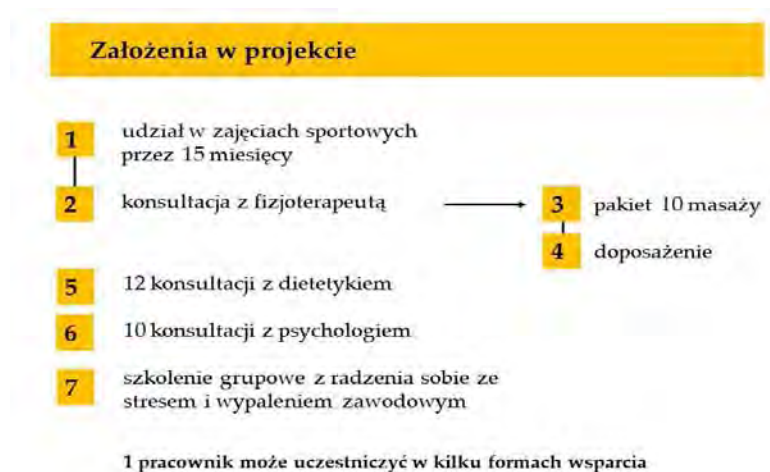 Założenia w projekcie
1 udział w zajęciach sportowych
przez 15 miesięcy
2 konsultacja z fizjoterapeutą
3 pakiet 10 masaży
4 doposażenie
5 12 konsultacji z dietetykiem
6 10 konsultacji z psychologiem
7 szkolenie grupowe z radzenia sobie ze
stresem i wypaleniem zawodowym
1 pracownik może uczestniczyć w kilku formach wsparcia